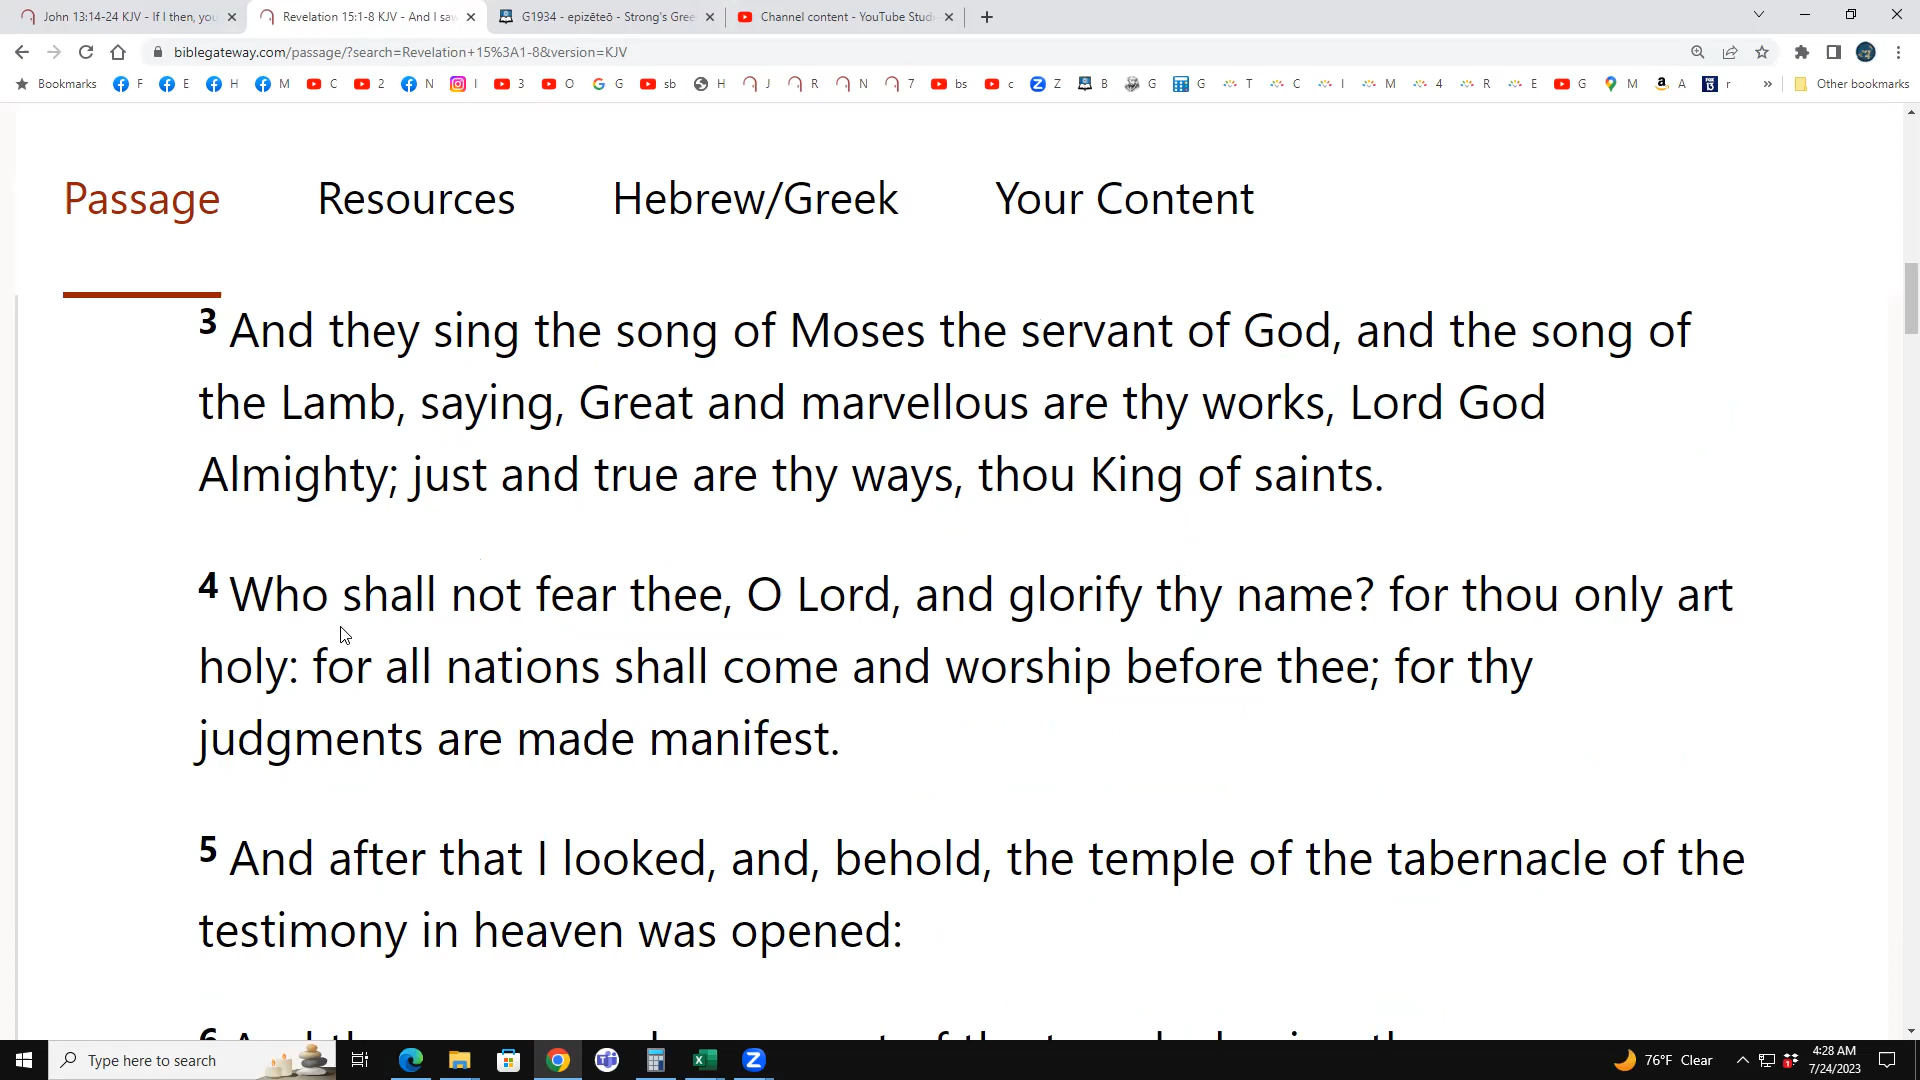 John 13:14-24 KJV - If I then, you
Revelation 15:1-8 KJV - And I saw
G1934 - epizēteō - Strong's Gree
Channel content - YouTube Stud
biblegateway.com/passage/?search=Revelation+15%3A1-8&version=KJV
Bookmarks F E H M C 2 N I 3 O G sb H J R N 7 bs c Z B G G T C I M 4 R E G M A r » Other bookmarks
Passage Resources Hebrew/Greek Your Content
3 And they sing the song of Moses the servant of God, and the song of
the Lamb, saying, Great and marvellous are thy works, Lord God
Almighty; just and true are thy ways, thou King of saints.
4 Who shall not fear thee, O Lord, and glorify thy name? for thou only art
holy: for all nations shall come and worship before thee; for thy
judgments are made manifest.
5 And after that I looked, and, behold, the temple of the tabernacle of the
testimony in heaven was opened:
Type here to search
76°F Clear
4:28 AM
7/24/2023